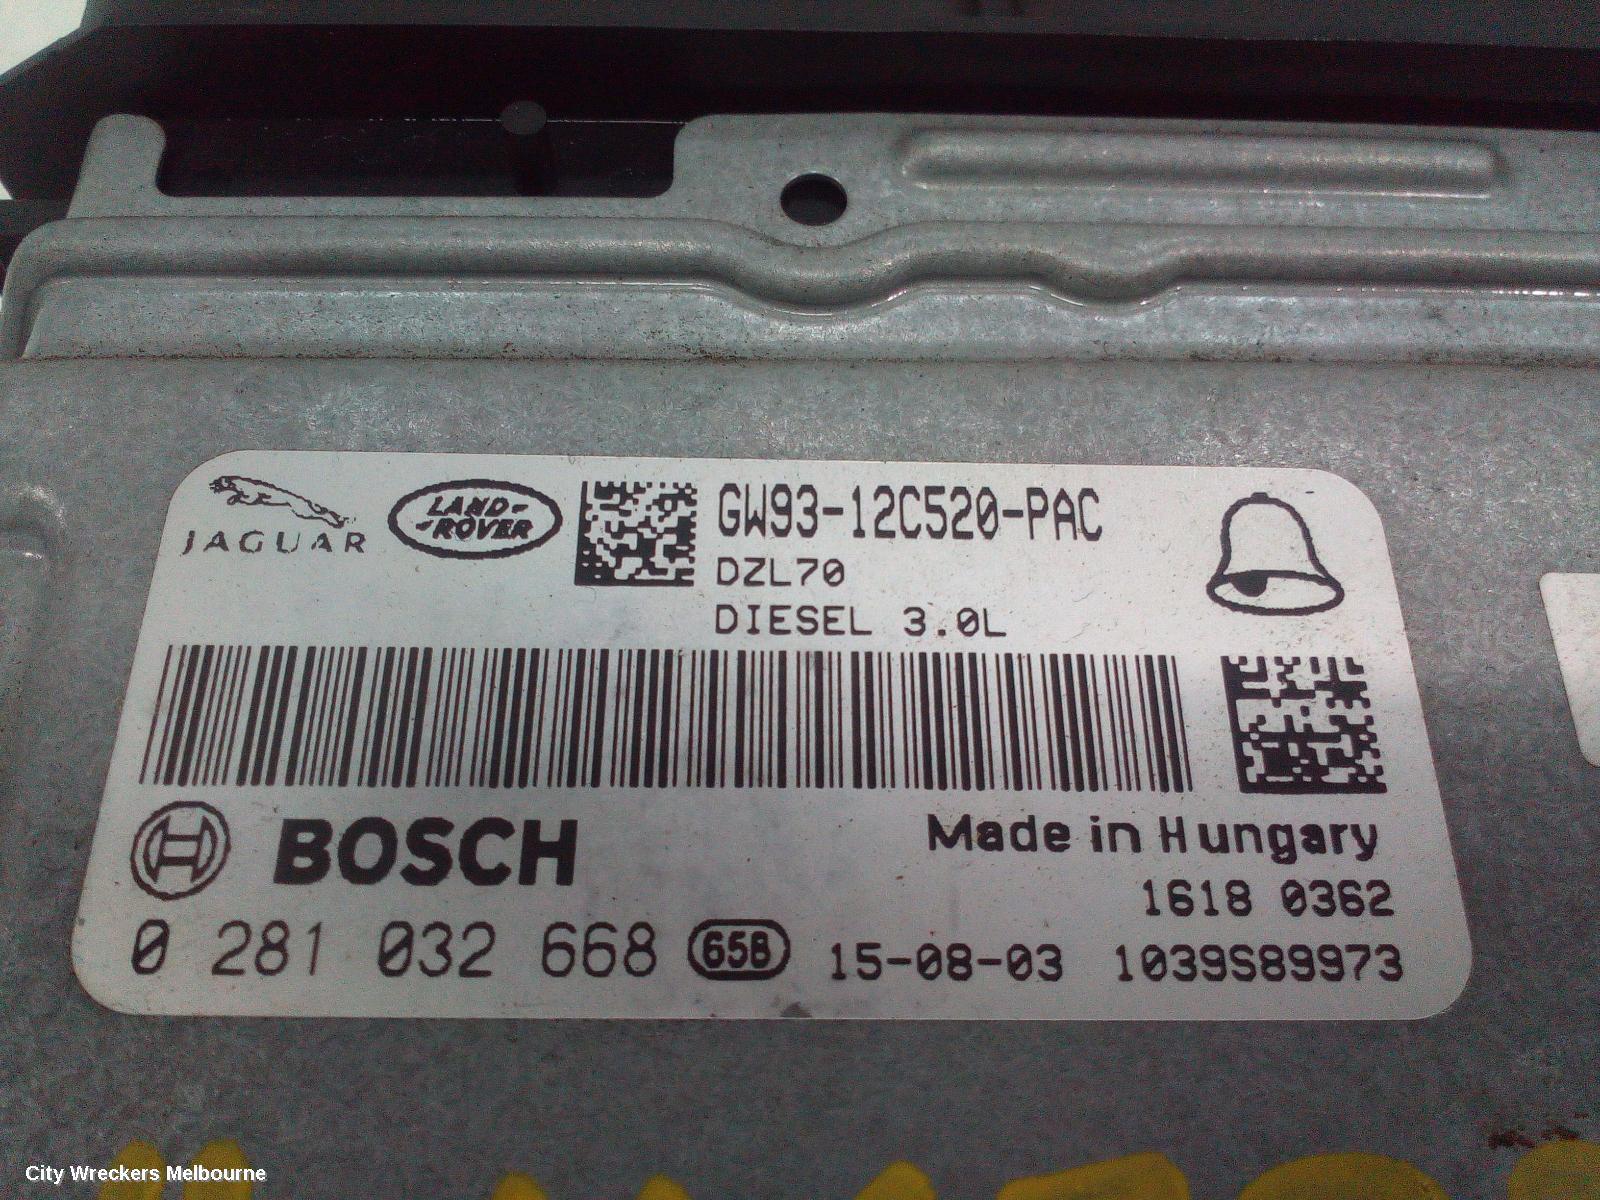 JAGUAR
LAND-
-ROVER
GW93-12C520-PAC
DZL70
DIESEL 3.0L
BOSCH
Made in Hungary
1618 0362
0 281 032 668 65B 15-08-03 1039S89973
City Wreckers Melbourne